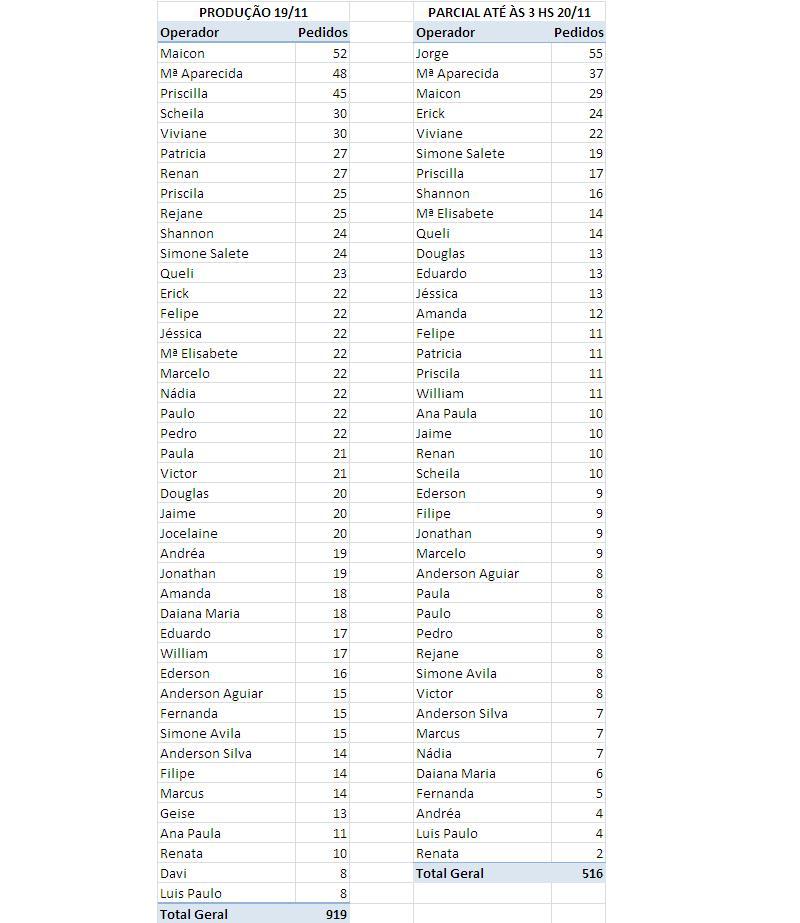 PRODUÇÃO 19/11 PARCIAL ATÉ ÀS 3 HS 20/11
Operador Pedidos Operador Pedidos
Maicon 52 Jorge 55
Mª Aparecida 48 Mª Aparecida 37
Priscilla 45 Maicon 29
Scheila 30 Erick 24
Viviane 30 Viviane 22
Patricia 27 Simone Salete 19
Renan 27 Priscilla 17
Priscila 25 Shannon 16
Rejane 25 Mª Elisabete 14
Shannon 24 Queli 14
Simone Salete 24 Douglas 13
Queli 23 Eduardo 13
Erick 22 Jéssica 13
Felipe 22 Amanda 12
Jéssica 22 Felipe 11
Mª Elisabete 22 Patricia 11
Marcelo 22 Priscila 11
Nádia 22 William 11
Paulo 22 Ana Paula 10
Pedro 22 Jaime 10
Paula 21 Renan 10
Victor 21 Scheila 10
Douglas 20 Ederson 9
Jaime 20 Filipe 9
Jocelaine 20 Jonathan 9
Andréa 19 Marcelo 9
Jonathan 19 Anderson Aguiar 8
Amanda 18 Paula 8
Daiana Maria 18 Paulo 8
Eduardo 17 Pedro 8
William 17 Rejane 8
Ederson 16 Simone Avila 8
Anderson Aguiar 15 Victor 8
Fernanda 15 Anderson Silva 7
Simone Avila 15 Marcus 7
Anderson Silva 14 Nádia 7
Filipe 14 Daiana Maria 6
Marcus 14 Fernanda 5
Geise 13 Andréa 4
Ana Paula 11 Luis Paulo 4
Renata 10 Renata 2
Davi 8 Total Geral 516
Luis Paulo 8
Total Geral 919